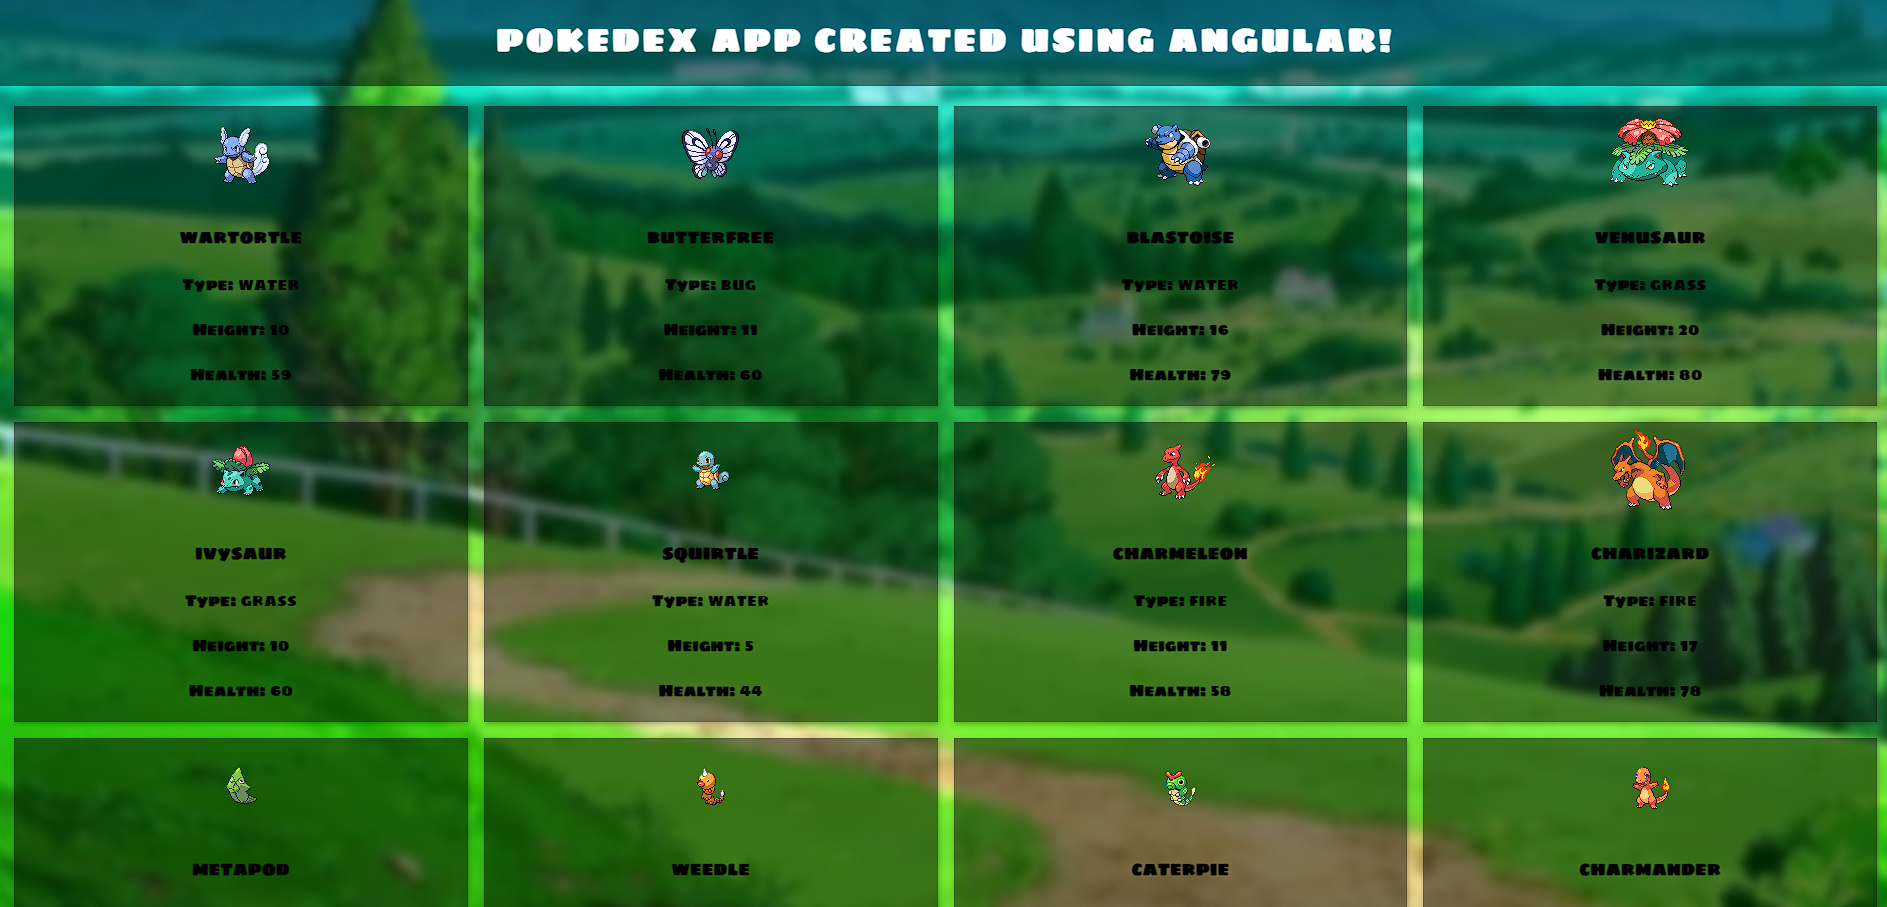 POKEDEX APP CREATED USING ANGULAR!
WARTORTLE
Type: WATER
Height: 10
Health: 59
BUTTERFREE
Type: BUG
Height: 11
Health: 60
BLASTOISE
Type: WATER
Height: 16
Health: 79
VENUSAUR
Type: GRASS
Height: 20
Health: 80
IVYSAUR
Type: GRASS
Height: 10
Health: 60
SQUIRTLE
Type: WATER
Height: 5
Health: 44
CHARMELEON
Type: FIRE
Height: 11
Health: 58
CHARIZARD
Type: FIRE
Height: 17
Health: 78
METAPOD
WEEDLE
CATERPIE
CHARMANDER